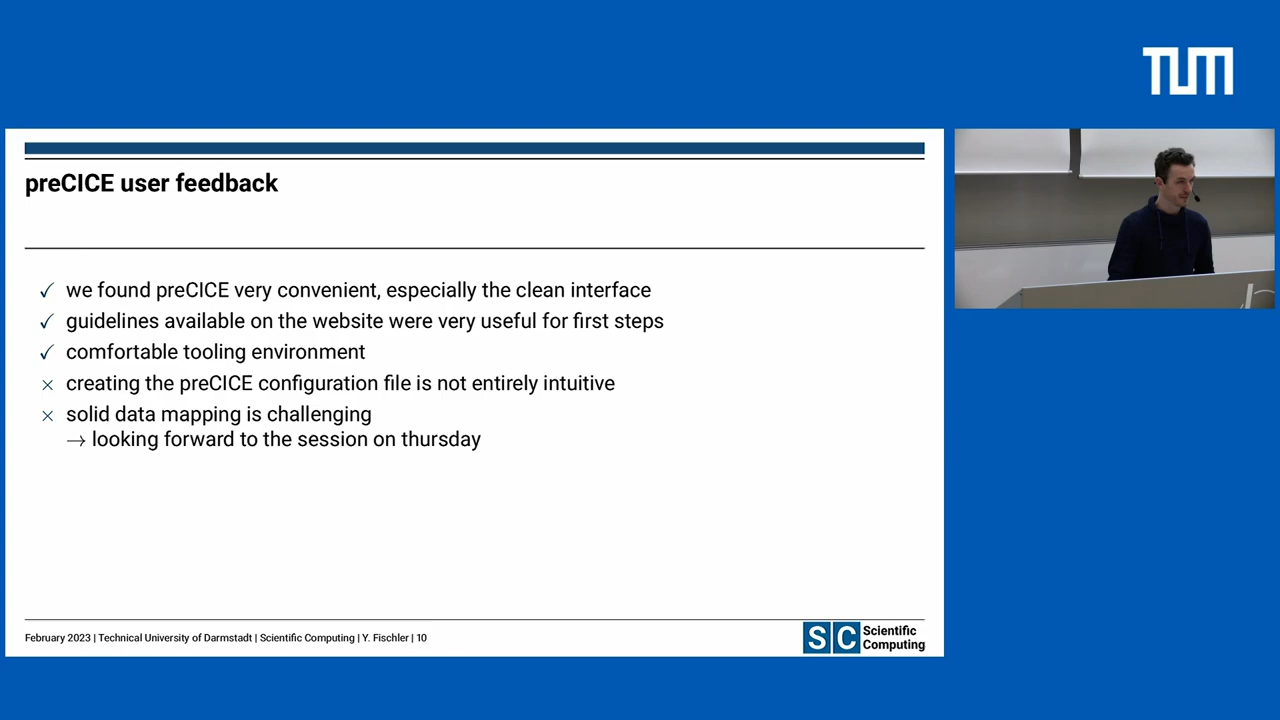 TUM
preCICE user feedback
✓ we found preCICE very convenient, especially the clean interface
✓ guidelines available on the website were very useful for first steps
✓ comfortable tooling environment
× creating the preCICE configuration file is not entirely intuitive
× solid data mapping is challenging
→ looking forward to the session on thursday
February 2023 | Technical University of Darmstadt | Scientific Computing | Y. Fischler | 10
SC Scientific
Computing